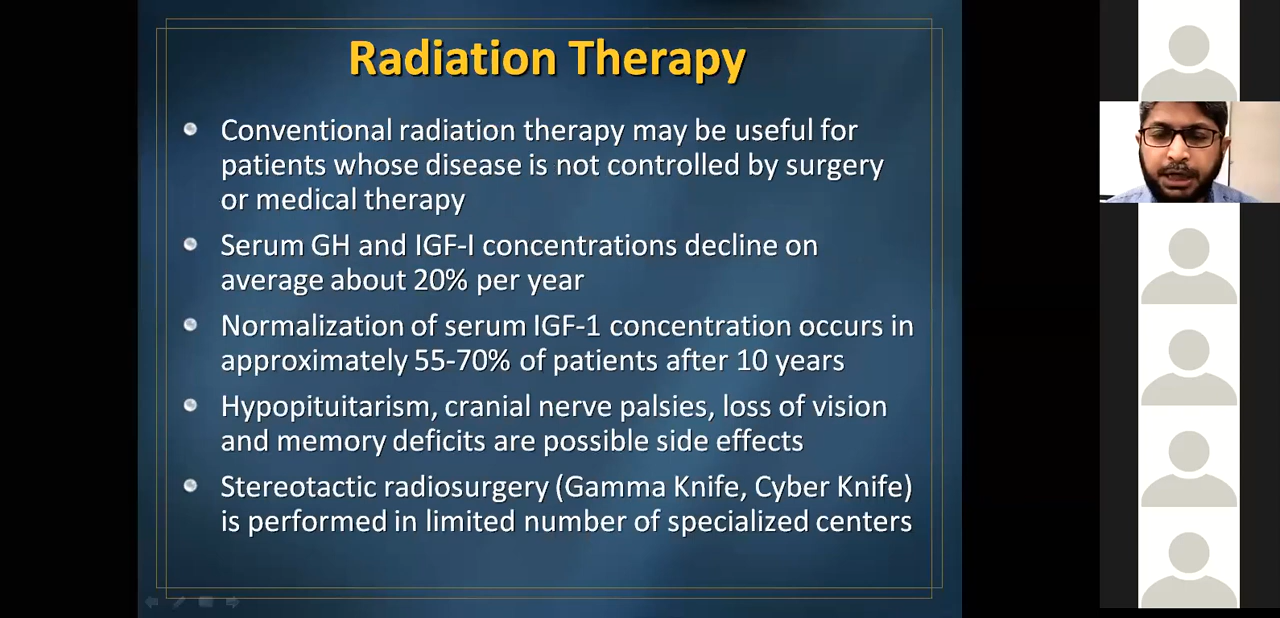 Radiation Therapy
Conventional radiation therapy may be useful for
patients whose disease is not controlled by surgery
or medical therapy
Serum GH and IGF-I concentrations decline on
average about 20% per year
Normalization of serum IGF-1 concentration occurs in
approximately 55-70% of patients after 10 years
Hypopituitarism, cranial nerve palsies, loss of vision
and memory deficits are possible side effects
Stereotactic radiosurgery (Gamma Knife, Cyber Knife)
is performed in limited number of specialized centers